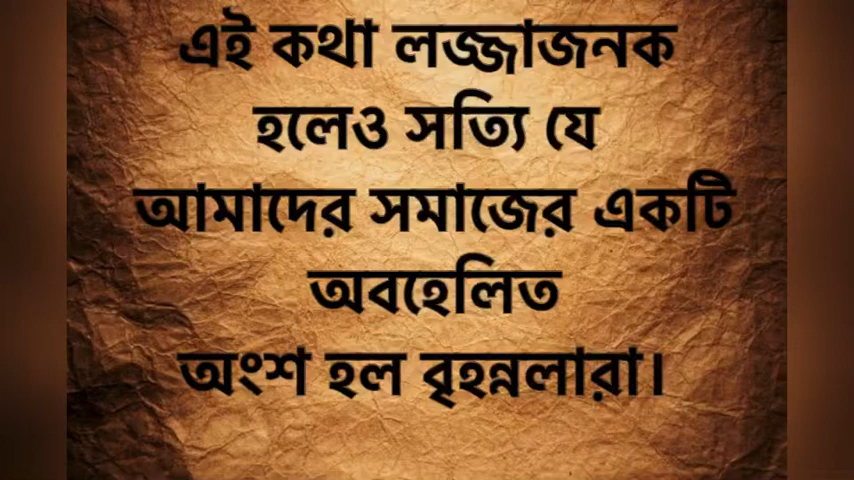 এই কথা লজ্জাজনক
হলেও সত্যি যে
আমাদের সমাজের একটি
অবহেলিত
অংশ হল বৃহন্নলারা।